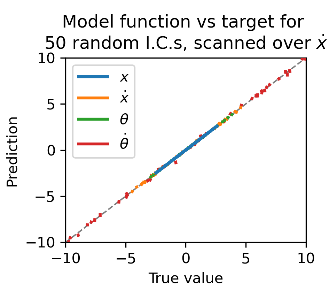 Model function vs target for
50 random I.C.s, scanned over ẋ
10
5
0
−5
−10
x
ẋ
θ
θ̇
Prediction
−10
−5
0
5
10
True value